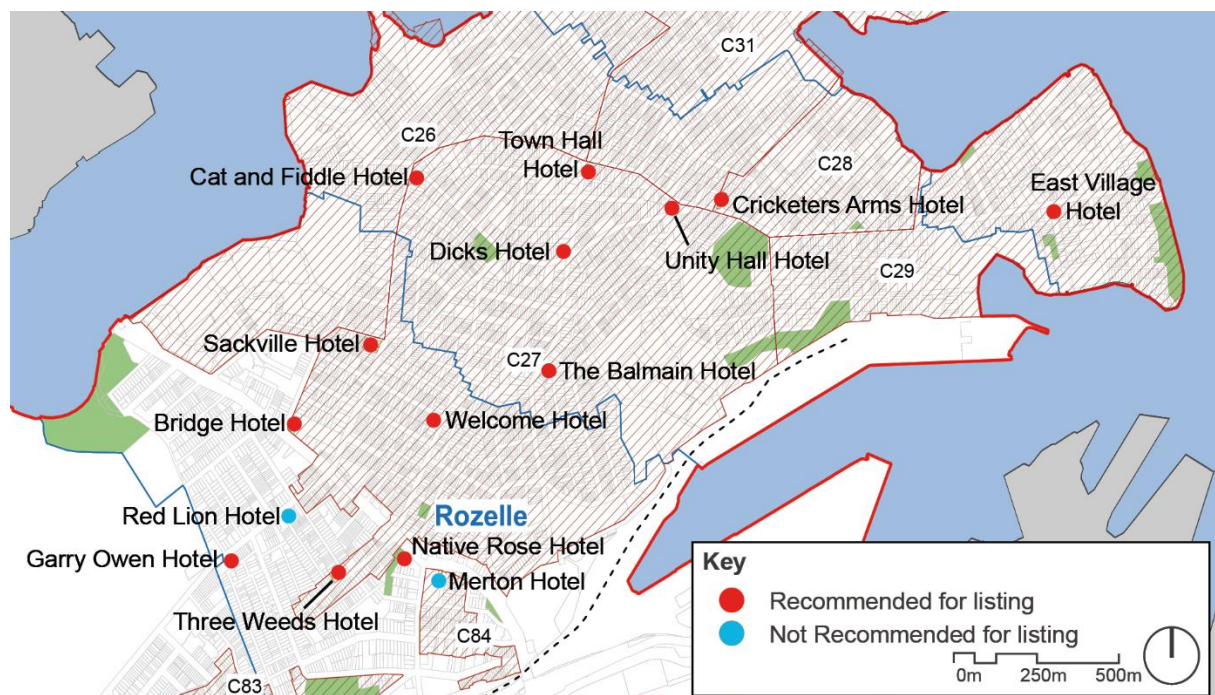 C31
C26
Town Hall
Hotel
C28
Cat and Fiddle Hotel
East Village
Hotel
Cricketers Arms Hotel
Dicks Hotel
Unity Hall Hotel
C29
Sackville Hotel
C27
The Balmain Hotel
Bridge Hotel
Welcome Hotel
Red Lion Hotel
Rozelle
Native Rose Hotel
Garry Owen Hotel
Merton Hotel
Three Weeds Hotel
C84
C83
Key
Recommended for listing
Not Recommended for listing
0m 250m 500m